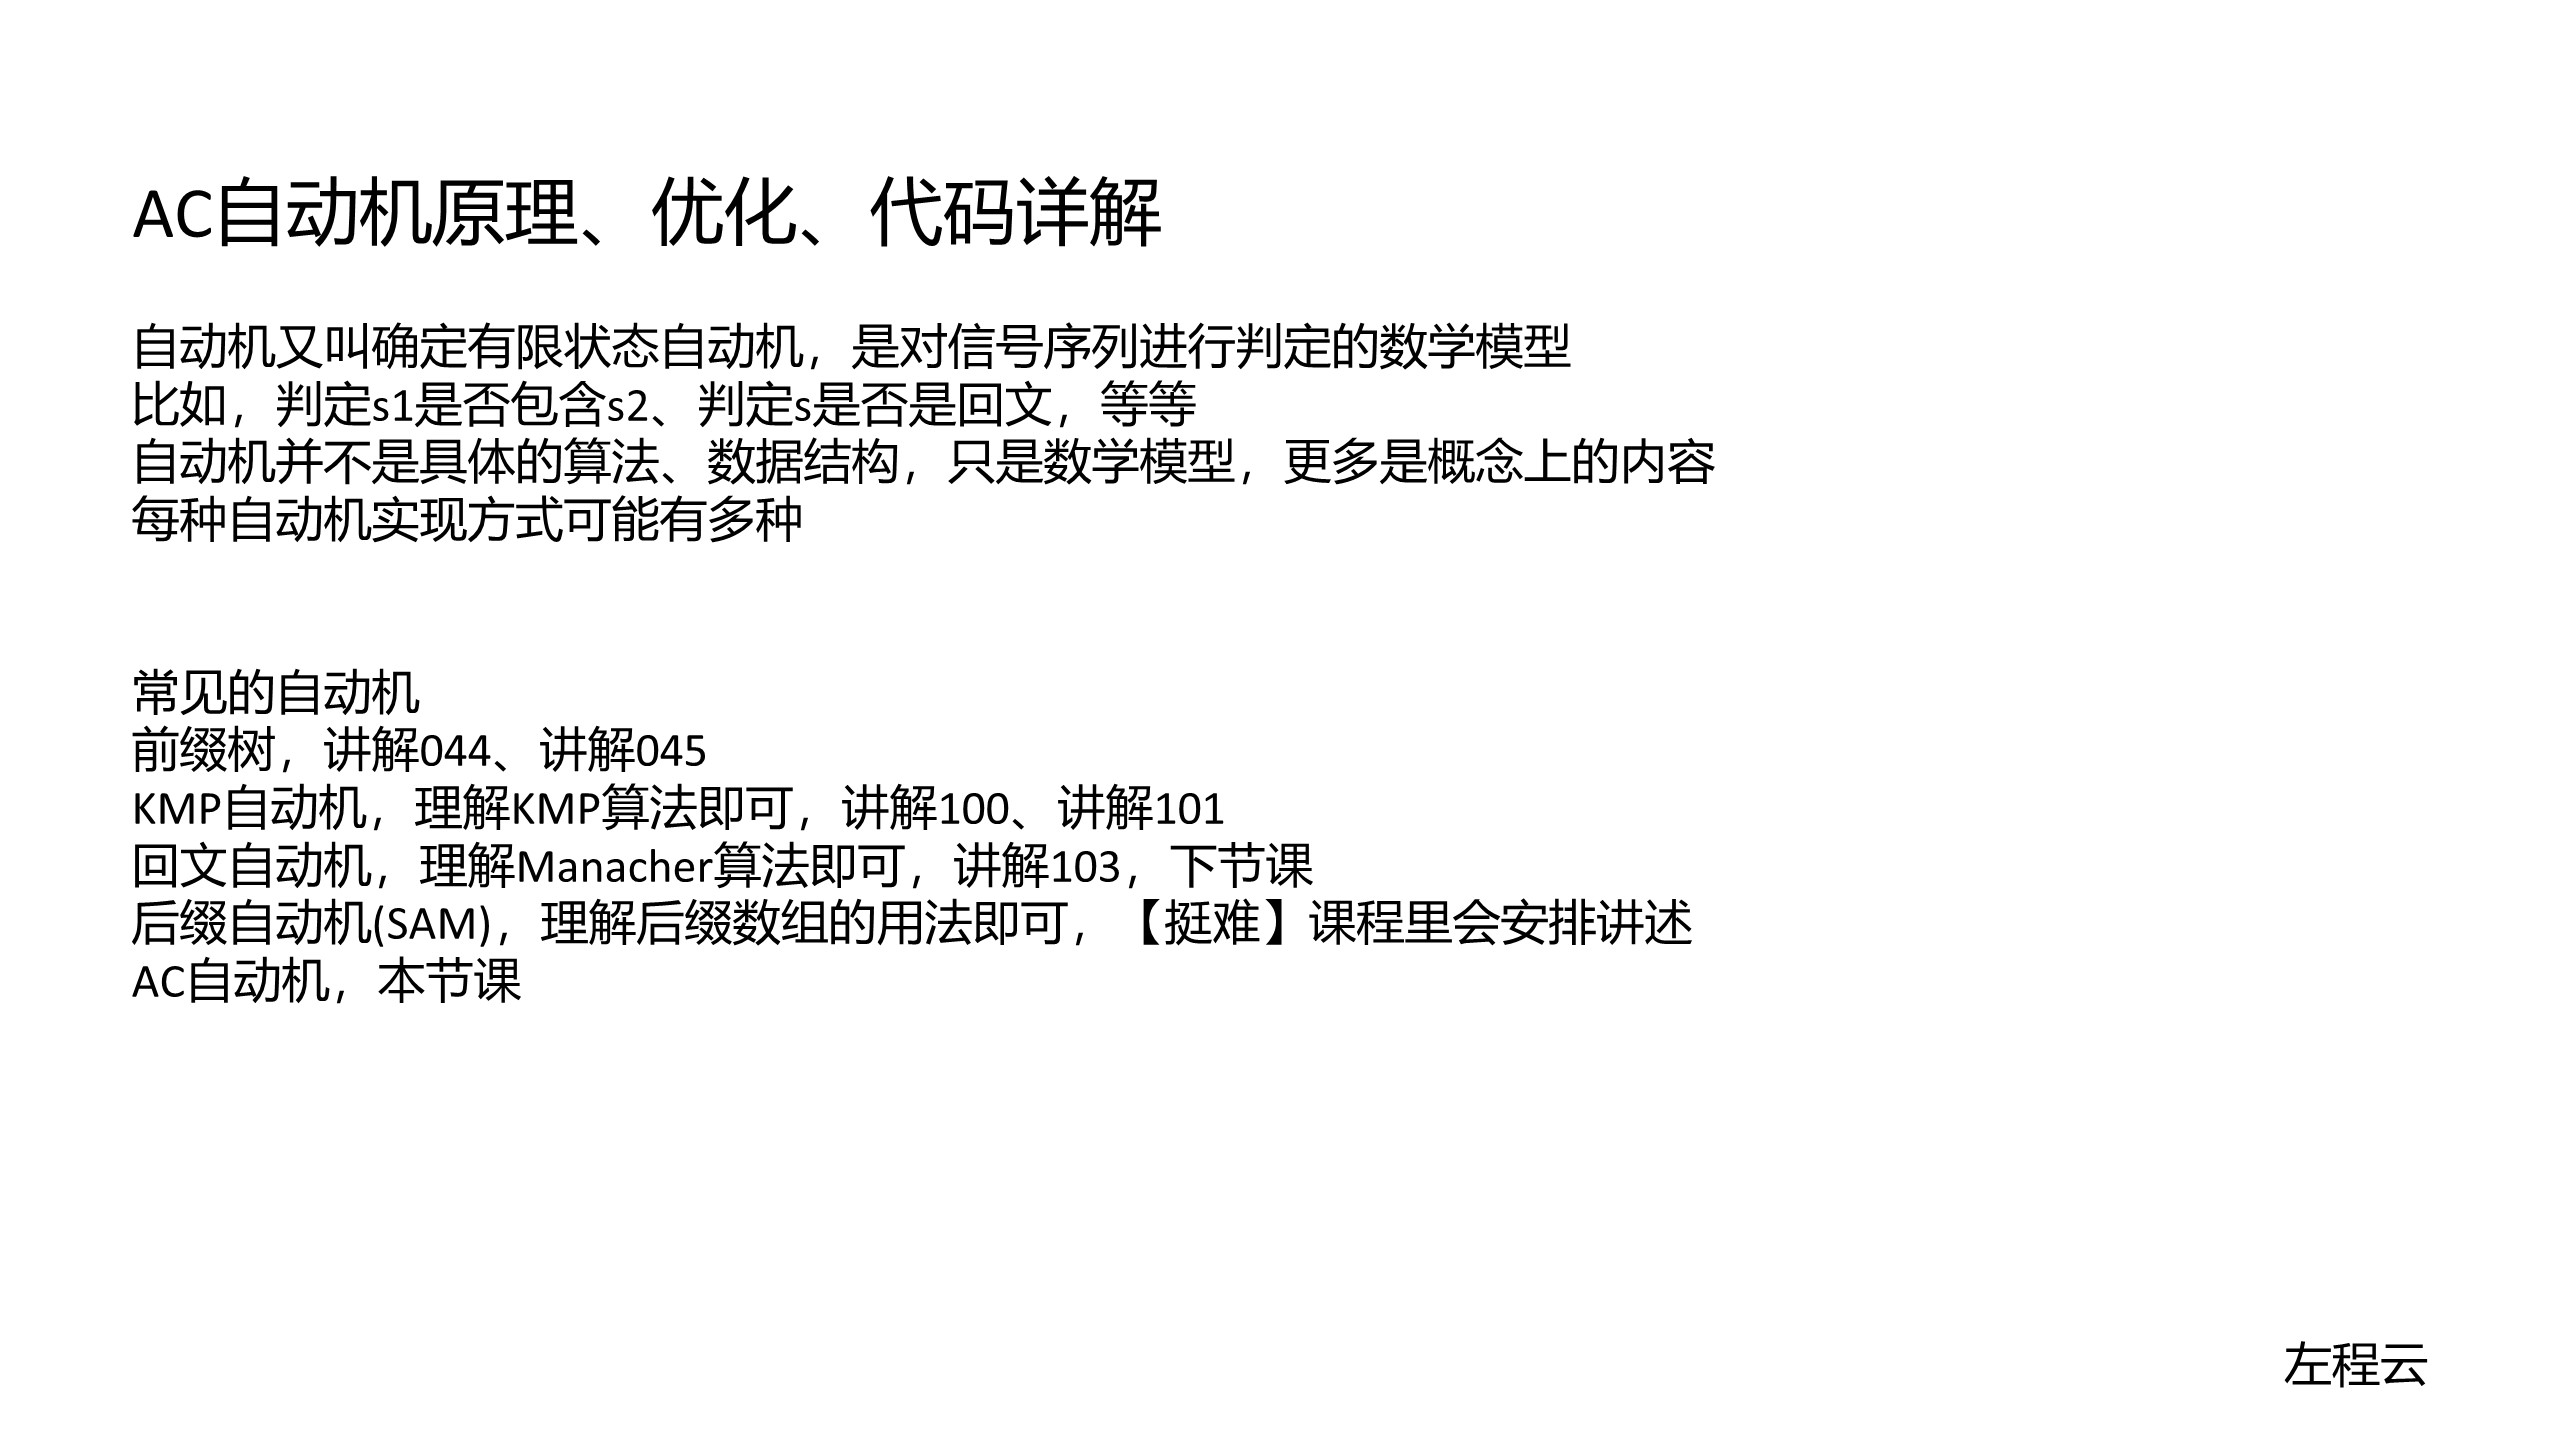 AC自动机原理、优化、代码详解
自动机又叫确定有限状态自动机，是对信号序列进行判定的数学模型
比如，判定s1是否包含s2、判定s是否是回文，等等
自动机并不是具体的算法、数据结构，只是数学模型，更多是概念上的内容
每种自动机实现方式可能有多种
常见的自动机
前缀树，讲解044、讲解045
KMP自动机，理解KMP算法即可，讲解100、讲解101
回文自动机，理解Manacher算法即可，讲解103，下节课
后缀自动机(SAM)，理解后缀数组的用法即可，【挺难】课程里会安排讲述
AC自动机，本节课
左程云